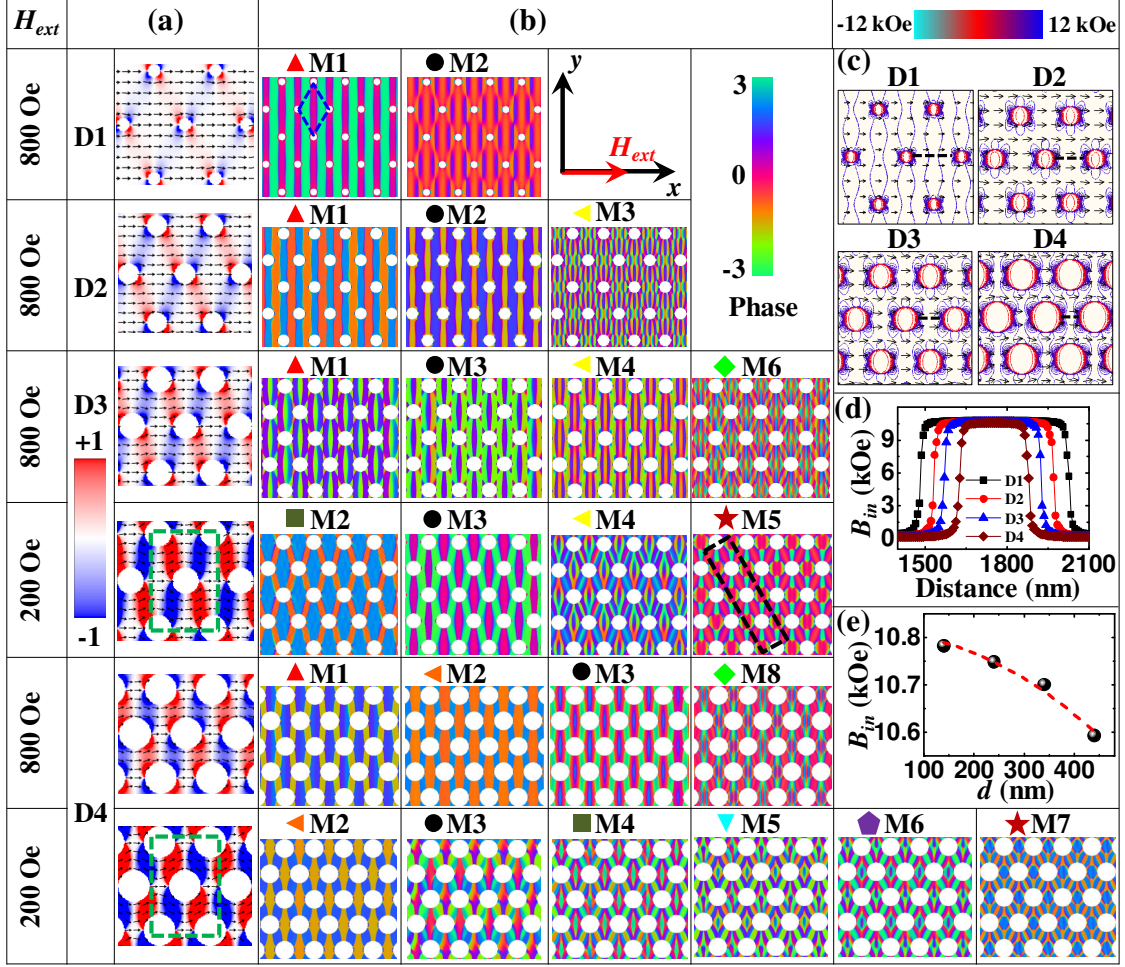 H_ext (a) (b) -12 kOe 12 kOe
800 Oe D1 M1 M2 y H_ext x 3 0 -3 Phase
(c) D1 D2
800 Oe D2 M1 M2 M3
D3 D4
800 Oe D3 M1 M3 M4 M6
+1
-1
200 Oe M2 M3 M4 M5
(d)
B_in (kOe)
9
6
3
0
D1
D2
D3
D4
1500 1800 2100
Distance (nm)
800 Oe D4 M1 M2 M3 M8
(e)
B_in (kOe)
10.8
10.7
10.6
100 200 300 400
d (nm)
200 Oe M2 M3 M4 M5 M6 M7